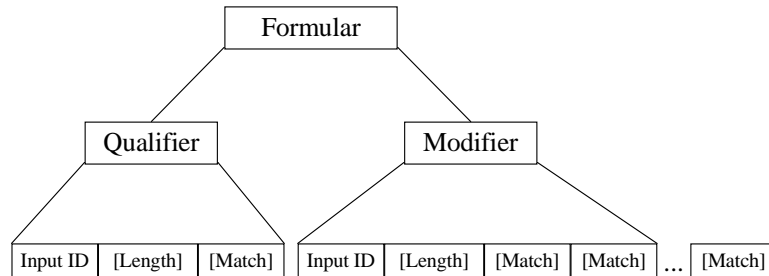 Formular
Qualifier Modifier
Input ID [Length] [Match] Input ID [Length] [Match] [Match] ... [Match]